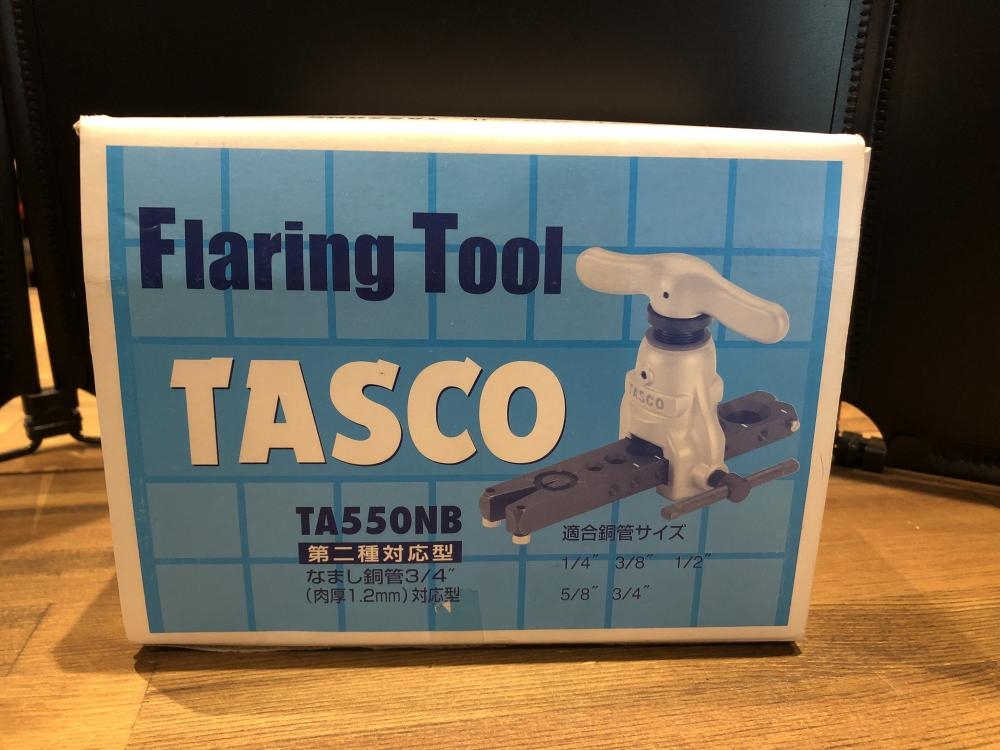 Flaring Tool
TASCO
TASCO
TA550NB
第二種対応型
なまし銅管3/4"
(肉厚1.2mm)対応型
適合銅管サイズ
1/4" 3/8" 1/2"
5/8" 3/4"